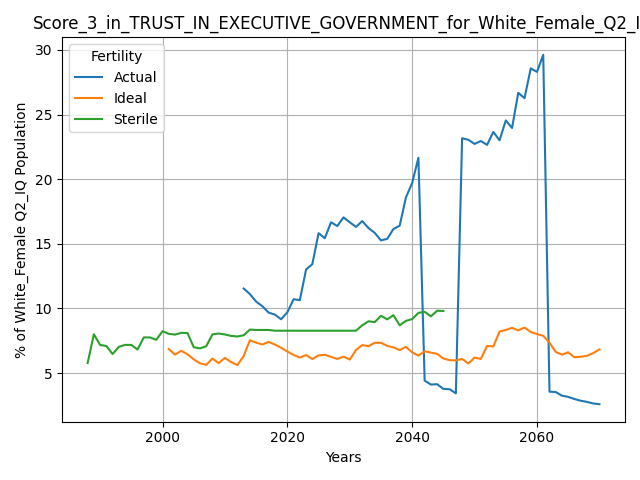 Score_3_in_TRUST_IN_EXECUTIVE_GOVERNMENT_for_White_Female_Q2_I
Fertility
Actual
Ideal
Sterile
% of White_Female Q2_IQ Population
30
25
20
15
10
5
2000 2020 2040 2060
Years